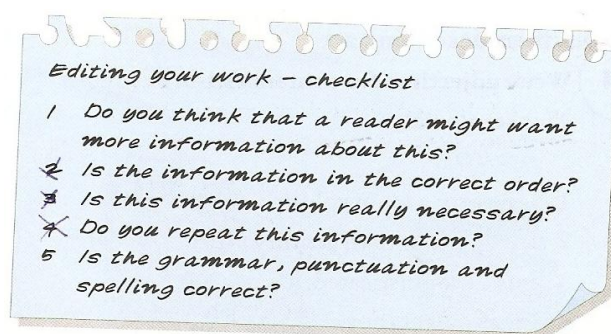 Editing your work – checklist
1 Do you think that a reader might want
more information about this?
2 Is the information in the correct order?
3 Is this information really necessary?
4 Do you repeat this information?
5 Is the grammar, punctuation and
spelling correct?